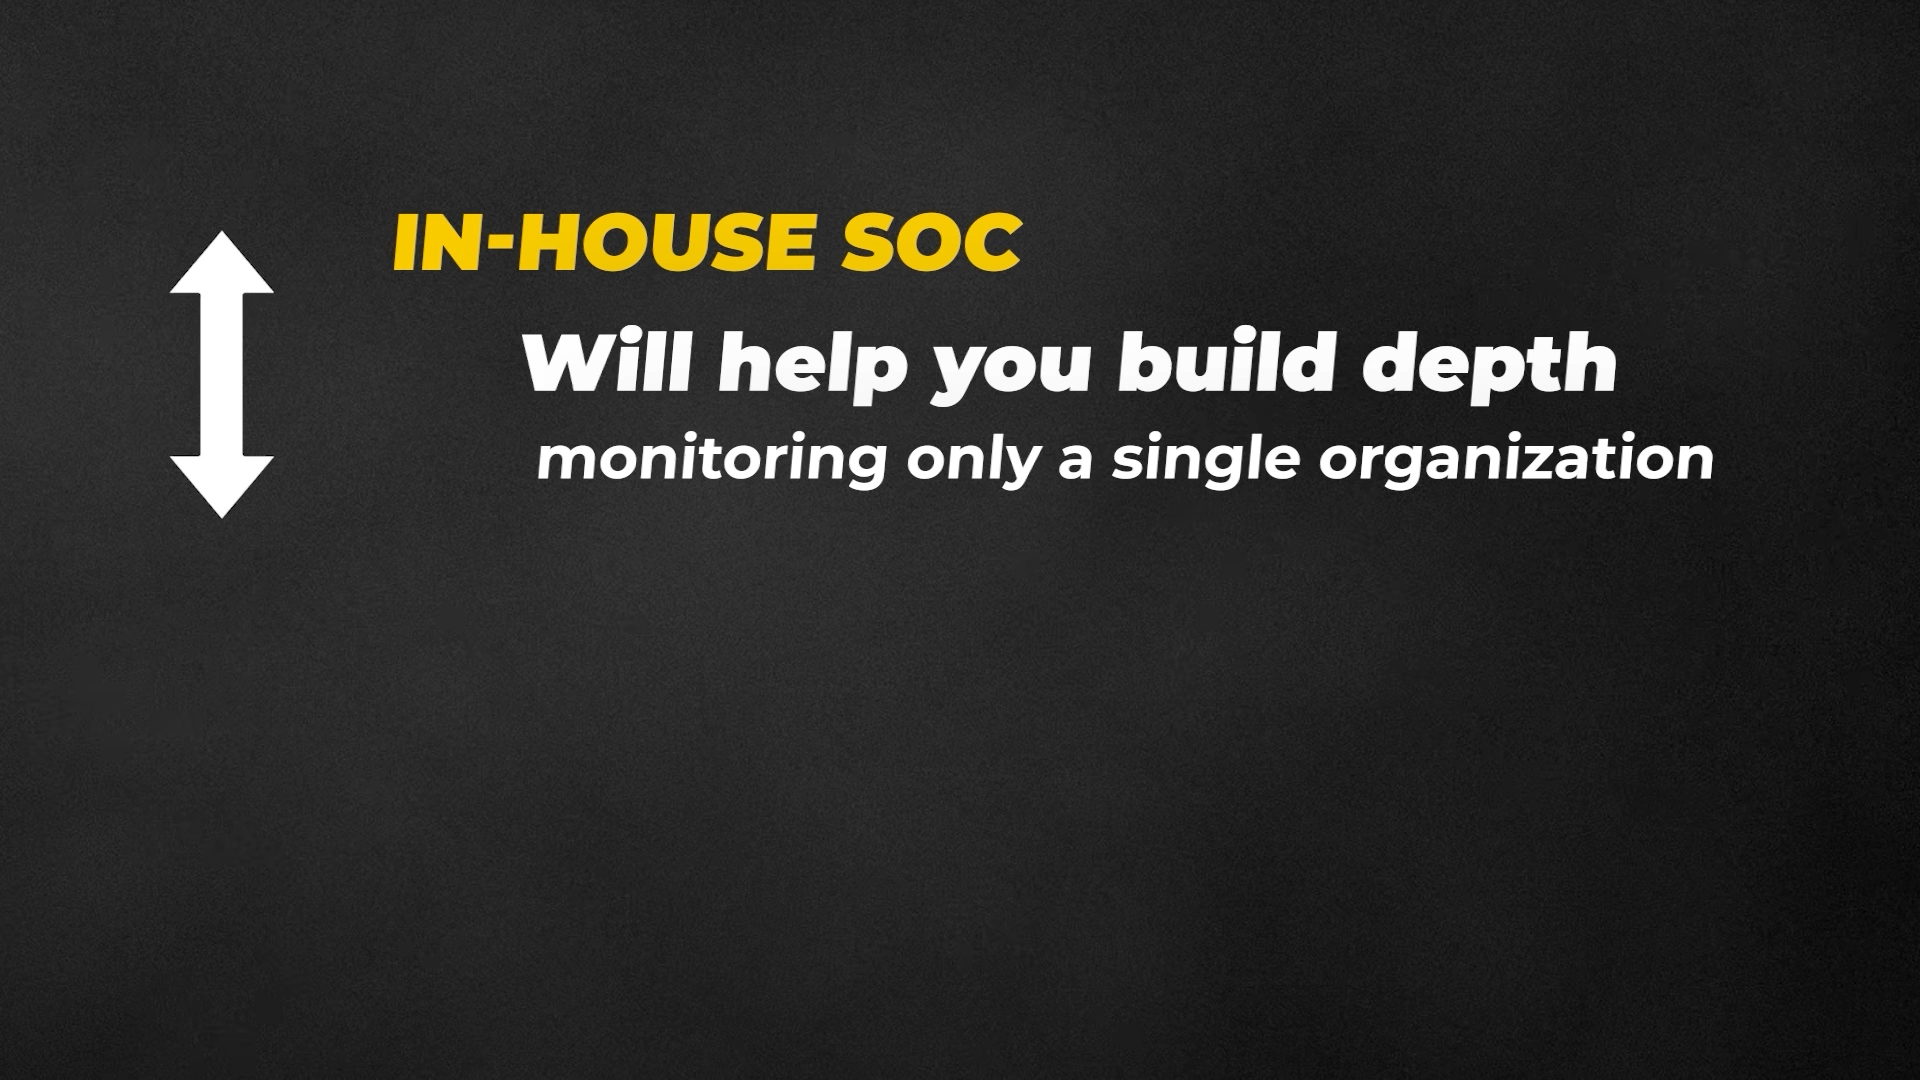 IN-HOUSE SOC
Will help you build depth
monitoring only a single organization